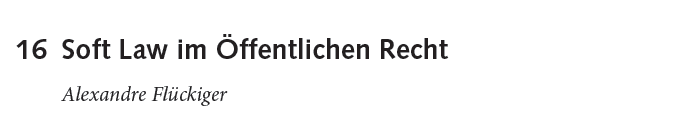 16 Soft Law im Öffentlichen Recht
Alexandre Flückiger